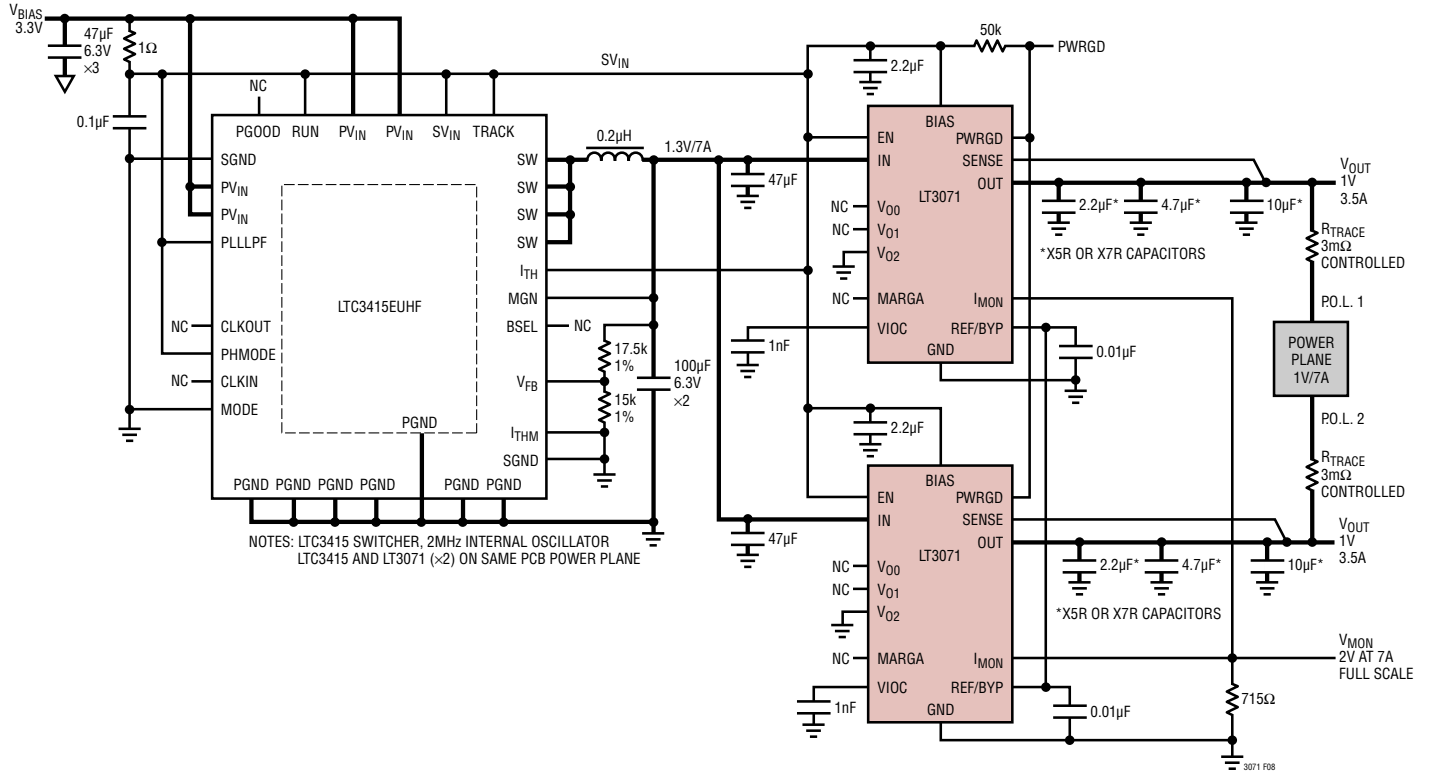 VBIAS
3.3V
47µF
6.3V
×3
1Ω
0.1µF
NC
SVIN
PGOOD RUN PVIN PVIN SVIN TRACK
SGND
PVIN
PVIN
PLLLPF
NC CLKOUT
PHMODE
NC CLKIN
MODE
LTC3415EUHF
SW
SW
SW
SW
ITH
MGN
BSEL NC
VFB
ITHM
SGND
PGND
PGND PGND PGND PGND PGND PGND
0.2µH
1.3V/7A
17.5k
1%
15k
1%
100µF
6.3V
×2
NOTES: LTC3415 SWITCHER, 2MHz INTERNAL OSCILLATOR
LTC3415 AND LT3071 (×2) ON SAME PCB POWER PLANE
50k
PWRGD
2.2µF
47µF
BIAS
EN
IN
NC VO0
NC VO1
VO2
NC MARGA
VIOC
1nF
LT3071
PWRGD
SENSE
OUT
IMON
REF/BYP
GND
0.01µF
2.2µF* 4.7µF* 10µF*
*X5R OR X7R CAPACITORS
VOUT
1V
3.5A
RTRACE
3mΩ
CONTROLLED
P.O.L. 1
POWER
PLANE
1V/7A
P.O.L. 2
RTRACE
3mΩ
CONTROLLED
2.2µF
47µF
BIAS
EN
IN
NC VO0
NC VO1
VO2
NC MARGA
VIOC
1nF
LT3071
PWRGD
SENSE
OUT
IMON
REF/BYP
GND
0.01µF
2.2µF* 4.7µF* 10µF*
*X5R OR X7R CAPACITORS
VOUT
1V
3.5A
VMON
2V AT 7A
FULL SCALE
715Ω
3071 F08